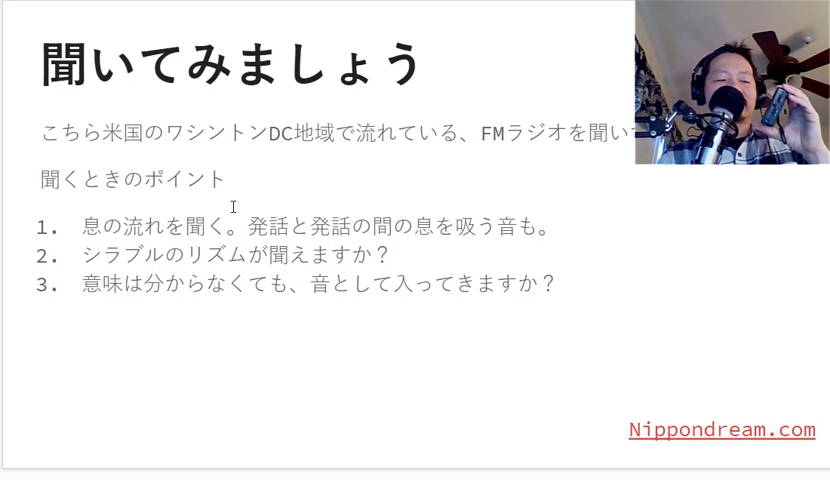 聞いてみましょう
こちら米国のワシントンDC地域で流れている、FMラジオを聞い
聞くときのポイント
1. 息の流れを聞く。発話と発話の間の息を吸う音も。
2. シラブルのリズムが聞えますか？
3. 意味は分からなくても、音として入ってきますか？
Nippondream.com